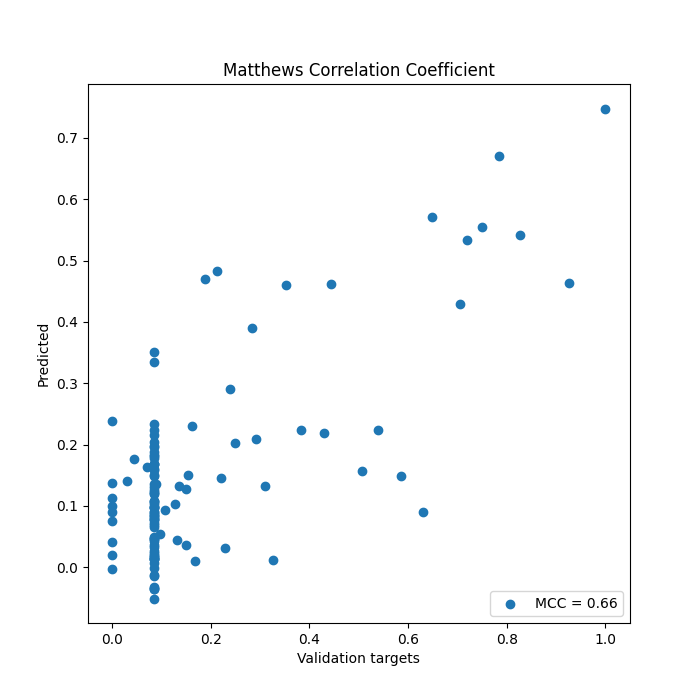 Matthews Correlation Coefficient
0.7
0.6
0.5
0.4
0.3
0.2
0.1
0.0
Predicted
MCC = 0.66
0.0 0.2 0.4 0.6 0.8 1.0
Validation targets